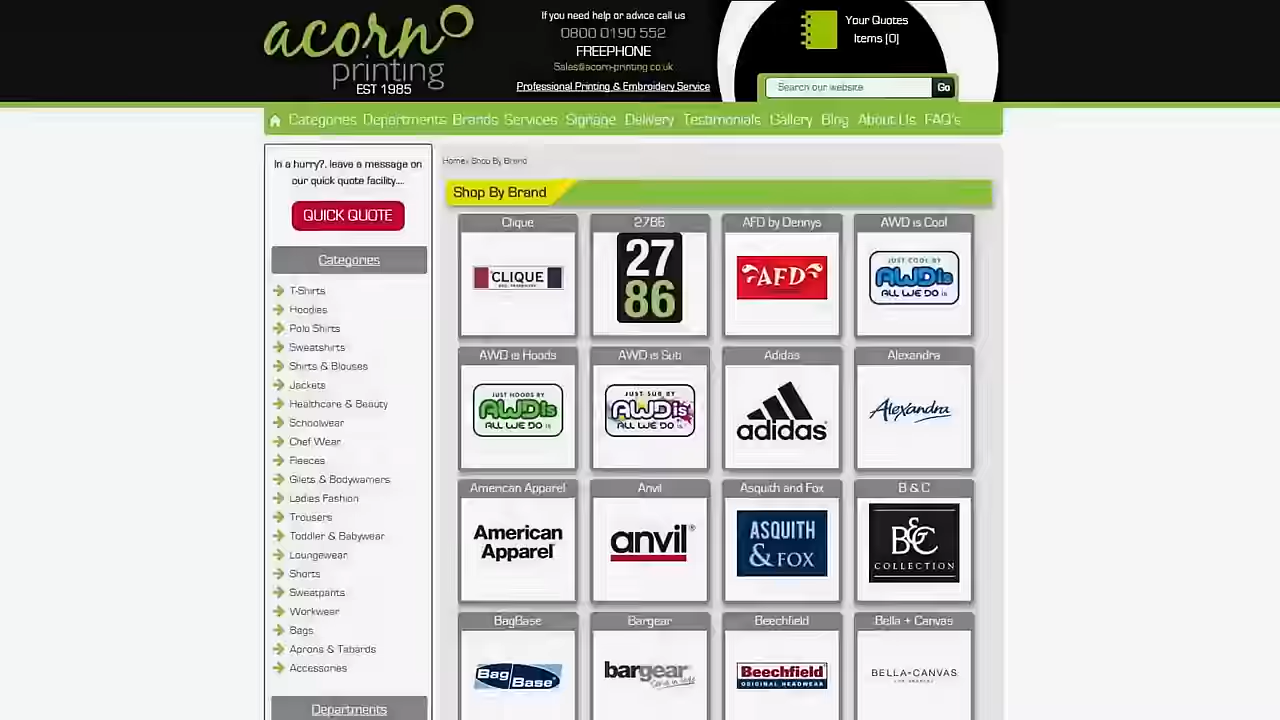 acorn
printing
EST 1985
If you need help or advice call us
0800 0190 552
FREEPHONE
Sales@acorn-printing.co.uk
Professional Printing & Embroidery Service
Your Quotes
Items [0]
Search our website
Go
Categories Departments Brands Services Signage Delivery Testimonials Gallery Blog About Us FAQ's
In a hurry?, leave a message on
our quick quote facility....
QUICK QUOTE
Categories
T-Shirts
Hoodies
Polo Shirts
Sweatshirts
Shirts & Blouses
Jackets
Healthcare & Beauty
Schoolwear
Chef Wear
Fleeces
Gilets & Bodywarmers
Ladies Fashion
Trousers
Toddler & Babywear
Loungewear
Shorts
Sweatpants
Workwear
Bags
Aprons & Tabards
Accessories
Departments
Home› Shop By Brand
Shop By Brand
Clique 2786 AFD by Dennys AWD is Cool
CLIQUE
27
86
AFD
JUST COOL BY
AWDis
ALL WE DO is
AWD is Hoods AWD is Sub Adidas Alexandra
JUST HOODS BY
AWDis
ALL WE DO is
JUST SUB BY
AWDis
ALL WE DO is
adidas
Alexandra
American Apparel Anvil Asquith and Fox B & C
American
Apparel
anvil®
ASQUITH
& FOX
B&C
COLLECTION
BagBase Bargear Beechfield Bella + Canvas
BagBase®
bargear
Beechfield®
ORIGINAL HEADWEAR
BELLA+CANVAS